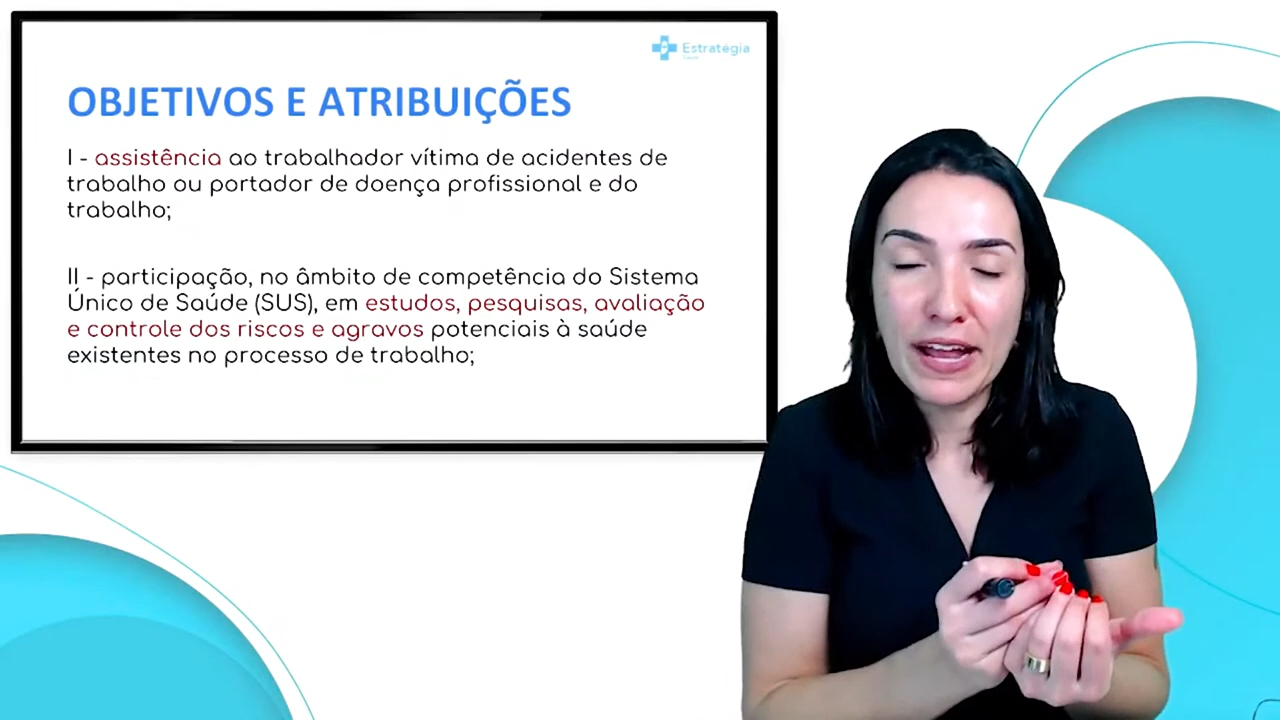 Estratégia
Saúde
OBJETIVOS E ATRIBUIÇÕES
I - assistência ao trabalhador vítima de acidentes de
trabalho ou portador de doença profissional e do
trabalho;
II - participação, no âmbito de competência do Sistema
Único de Saúde (SUS), em estudos, pesquisas, avaliação
e controle dos riscos e agravos potenciais à saúde
existentes no processo de trabalho;